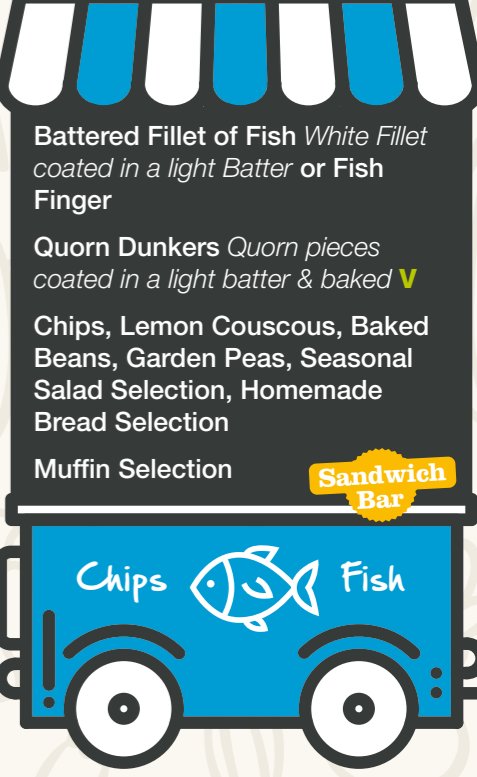 Battered Fillet of Fish White Fillet
coated in a light Batter or Fish
Finger
Quorn Dunkers Quorn pieces
coated in a light batter & baked V
Chips, Lemon Couscous, Baked
Beans, Garden Peas, Seasonal
Salad Selection, Homemade
Bread Selection
Muffin Selection
Sandwich
Bar
Chips Fish